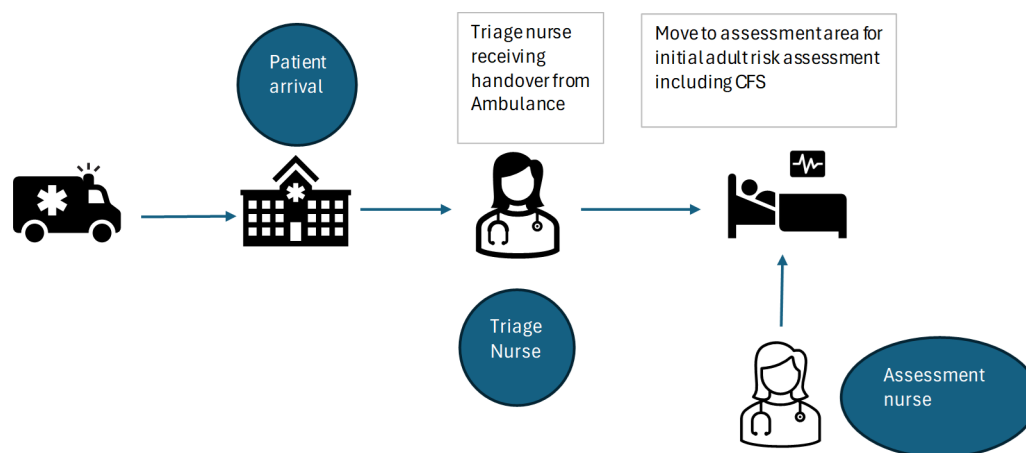 Patient
arrival
Triage nurse
receiving
handover from
Ambulance
Move to assessment area for
initial adult risk assessment
including CFS
Triage
Nurse
Assessment
nurse